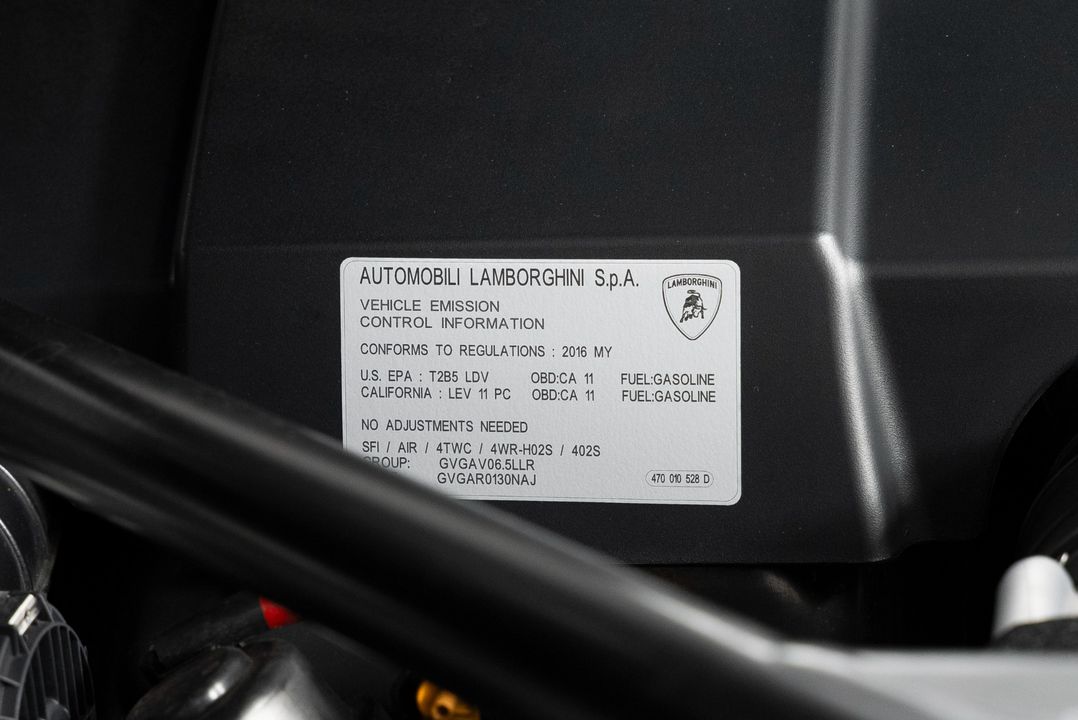 AUTOMOBILI LAMBORGHINI S.p.A.
LAMBORGHINI
VEHICLE EMISSION
CONTROL INFORMATION
CONFORMS TO REGULATIONS : 2016 MY
U.S. EPA : T2B5 LDV OBD:CA 11 FUEL:GASOLINE
CALIFORNIA : LEV 11 PC OBD:CA 11 FUEL:GASOLINE
NO ADJUSTMENTS NEEDED
SFI / AIR / 4TWC / 4WR-H02S / 402S
GROUP: GVGAV06.5LLR
GVGAR0130NAJ
470 010 528 D